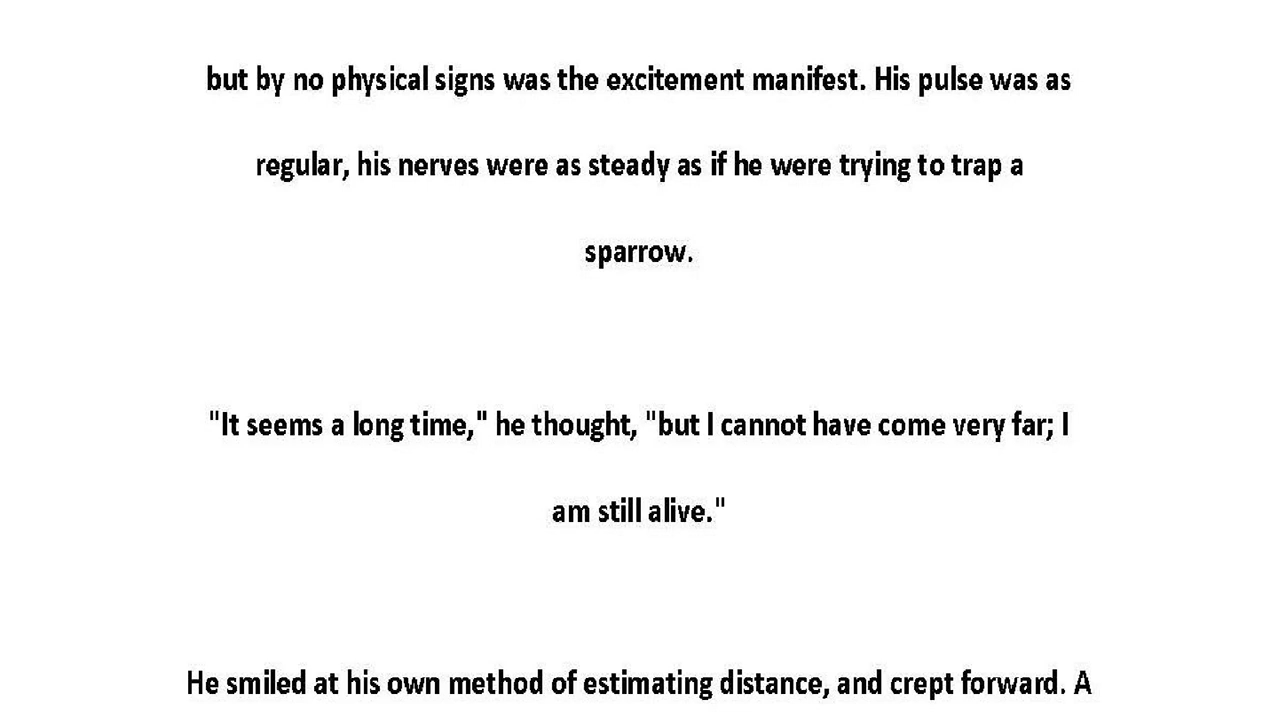 but by no physical signs was the excitement manifest. His pulse was as
regular, his nerves were as steady as if he were trying to trap a
sparrow.
"It seems a long time," he thought, "but I cannot have come very far; I
am still alive."
He smiled at his own method of estimating distance, and crept forward. A